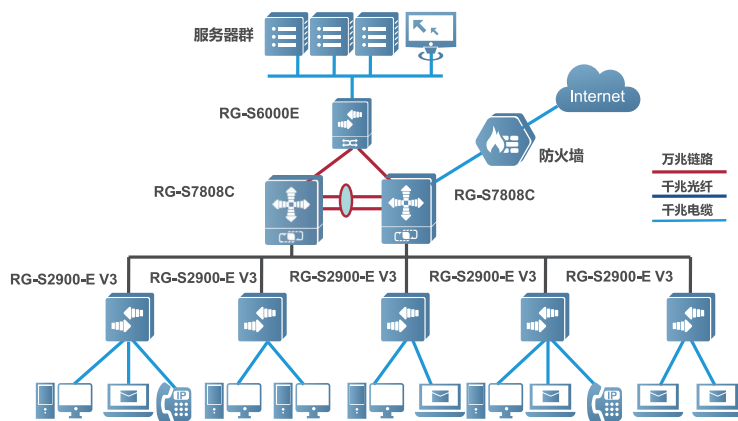 服务器群
RG-S6000E
Internet
防火墙
RG-S7808C
RG-S7808C
万兆链路
千兆光纤
千兆电缆
RG-S2900-E V3
RG-S2900-E V3
RG-S2900-E V3
RG-S2900-E V3
RG-S2900-E V3
IP
IP